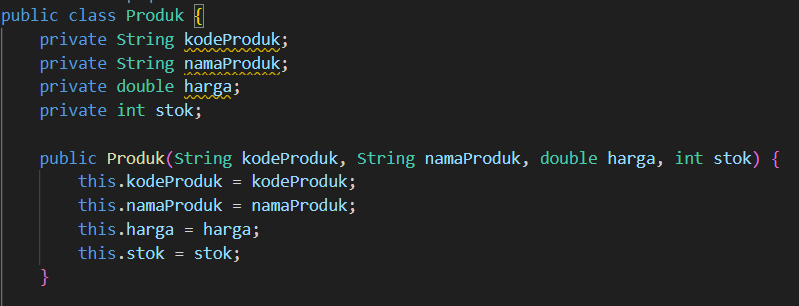 public class Produk {
    private String kodeProduk;
    private String namaProduk;
    private double harga;
    private int stok;

    public Produk(String kodeProduk, String namaProduk, double harga, int stok) {
        this.kodeProduk = kodeProduk;
        this.namaProduk = namaProduk;
        this.harga = harga;
        this.stok = stok;
    }